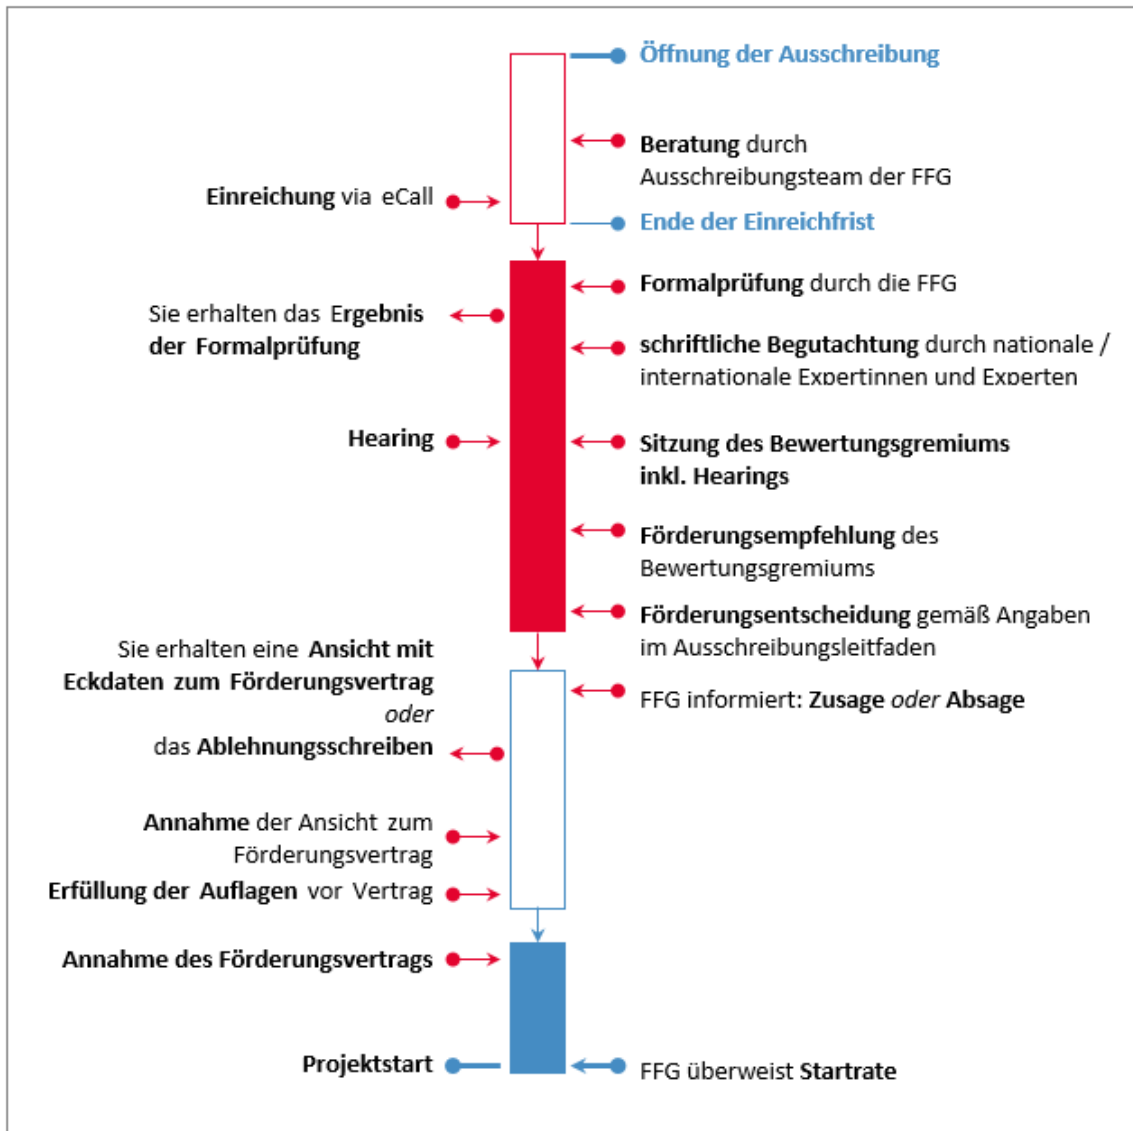 Öffnung der Ausschreibung
Beratung durch
Ausschreibungsteam der FFG
Einreichung via eCall
Ende der Einreichfrist
Formalprüfung durch die FFG
Sie erhalten das Ergebnis
der Formalprüfung
schriftliche Begutachtung durch nationale /
internationale Expertinnen und Experten
Hearing
Sitzung des Bewertungsgremiums
inkl. Hearings
Förderungsempfehlung des
Bewertungsgremiums
Förderungsentscheidung gemäß Angaben
im Ausschreibungsleitfaden
Sie erhalten eine Ansicht mit
Eckdaten zum Förderungsvertrag
oder
das Ablehnungsschreiben
FFG informiert: Zusage oder Absage
Annahme der Ansicht zum
Förderungsvertrag
Erfüllung der Auflagen vor Vertrag
Annahme des Förderungsvertrags
Projektstart
FFG überweist Startrate